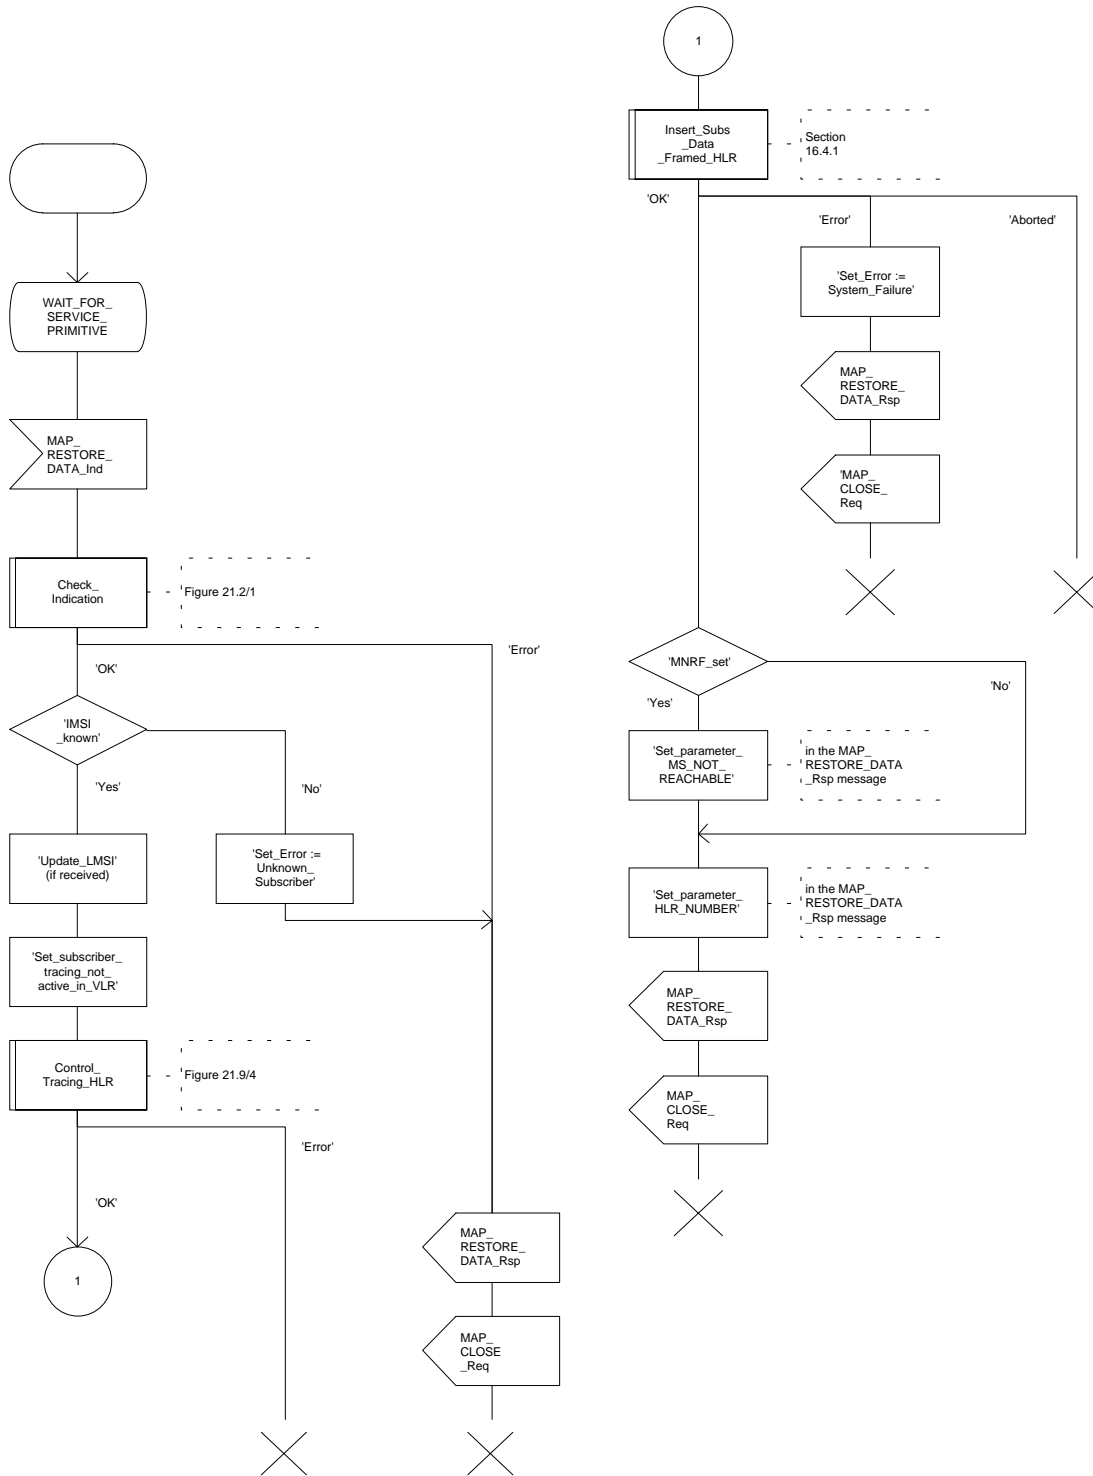 WAIT_FOR_
SERVICE_
PRIMITIVE
MAP_
RESTORE_
DATA_Ind
Check_
Indication
Figure 21.2/1
'Error'
'OK'
'IMSI
_known'
'Yes'
'No'
'Update_LMSI'
(if received)
'Set_Error :=
Unknown_
Subscriber'
'Set_subscriber_
tracing_not_
active_in_VLR'
Control_
Tracing_HLR
Figure 21.9/4
'Error'
'OK'
1
MAP_
RESTORE_
DATA_Rsp
MAP_
CLOSE
_Req
1
Insert_Subs
_Data
_Framed_HLR
Section
16.4.1
'OK'
'Error'
'Aborted'
'Set_Error :=
System_Failure'
MAP_
RESTORE_
DATA_Rsp
'MAP_
CLOSE_
Req
'MNRF_set'
'No'
'Yes'
'Set_parameter_
MS_NOT_
REACHABLE'
in the MAP_
RESTORE_DATA
_Rsp message
'Set_parameter_
HLR_NUMBER'
in the MAP_
RESTORE_DATA
_Rsp message
MAP_
RESTORE_
DATA_Rsp
MAP_
CLOSE_
Req